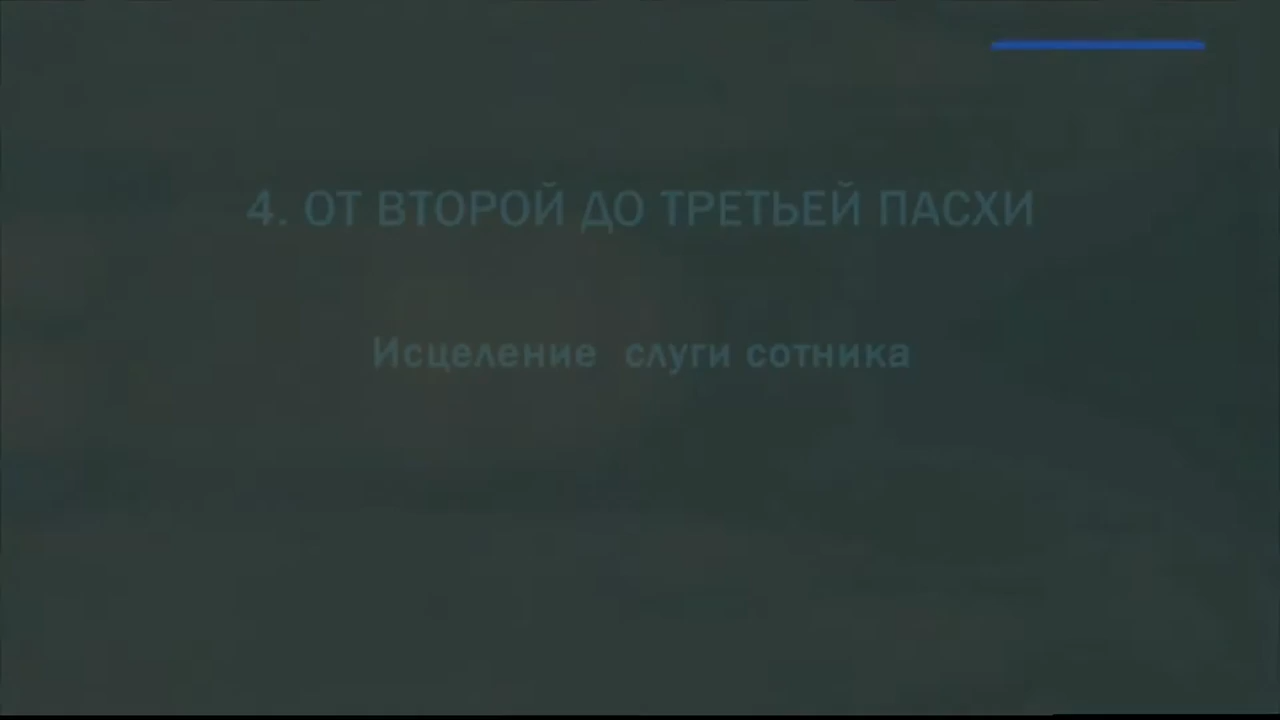 4. ОТ ВТОРОЙ ДО ТРЕТЬЕЙ ПАСХИ
Исцеление слуги сотника